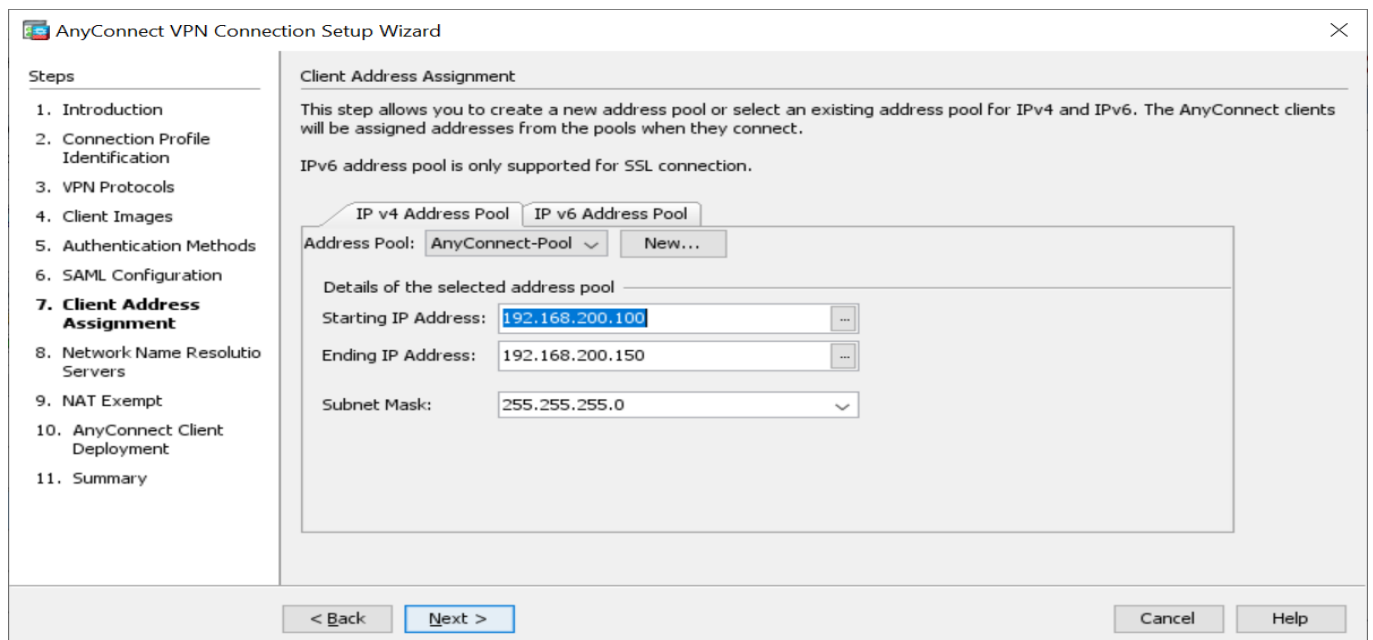 AnyConnect VPN Connection Setup Wizard
Steps
1. Introduction
2. Connection Profile
Identification
3. VPN Protocols
4. Client Images
5. Authentication Methods
6. SAML Configuration
7. Client Address
Assignment
8. Network Name Resolutio
Servers
9. NAT Exempt
10. AnyConnect Client
Deployment
11. Summary
Client Address Assignment
This step allows you to create a new address pool or select an existing address pool for IPv4 and IPv6. The AnyConnect clients
will be assigned addresses from the pools when they connect.
IPv6 address pool is only supported for SSL connection.
IP v4 Address Pool IP v6 Address Pool
Address Pool: AnyConnect-Pool New...
Details of the selected address pool
Starting IP Address: 192.168.200.100 ...
Ending IP Address: 192.168.200.150 ...
Subnet Mask: 255.255.255.0
< Back Next > Cancel Help